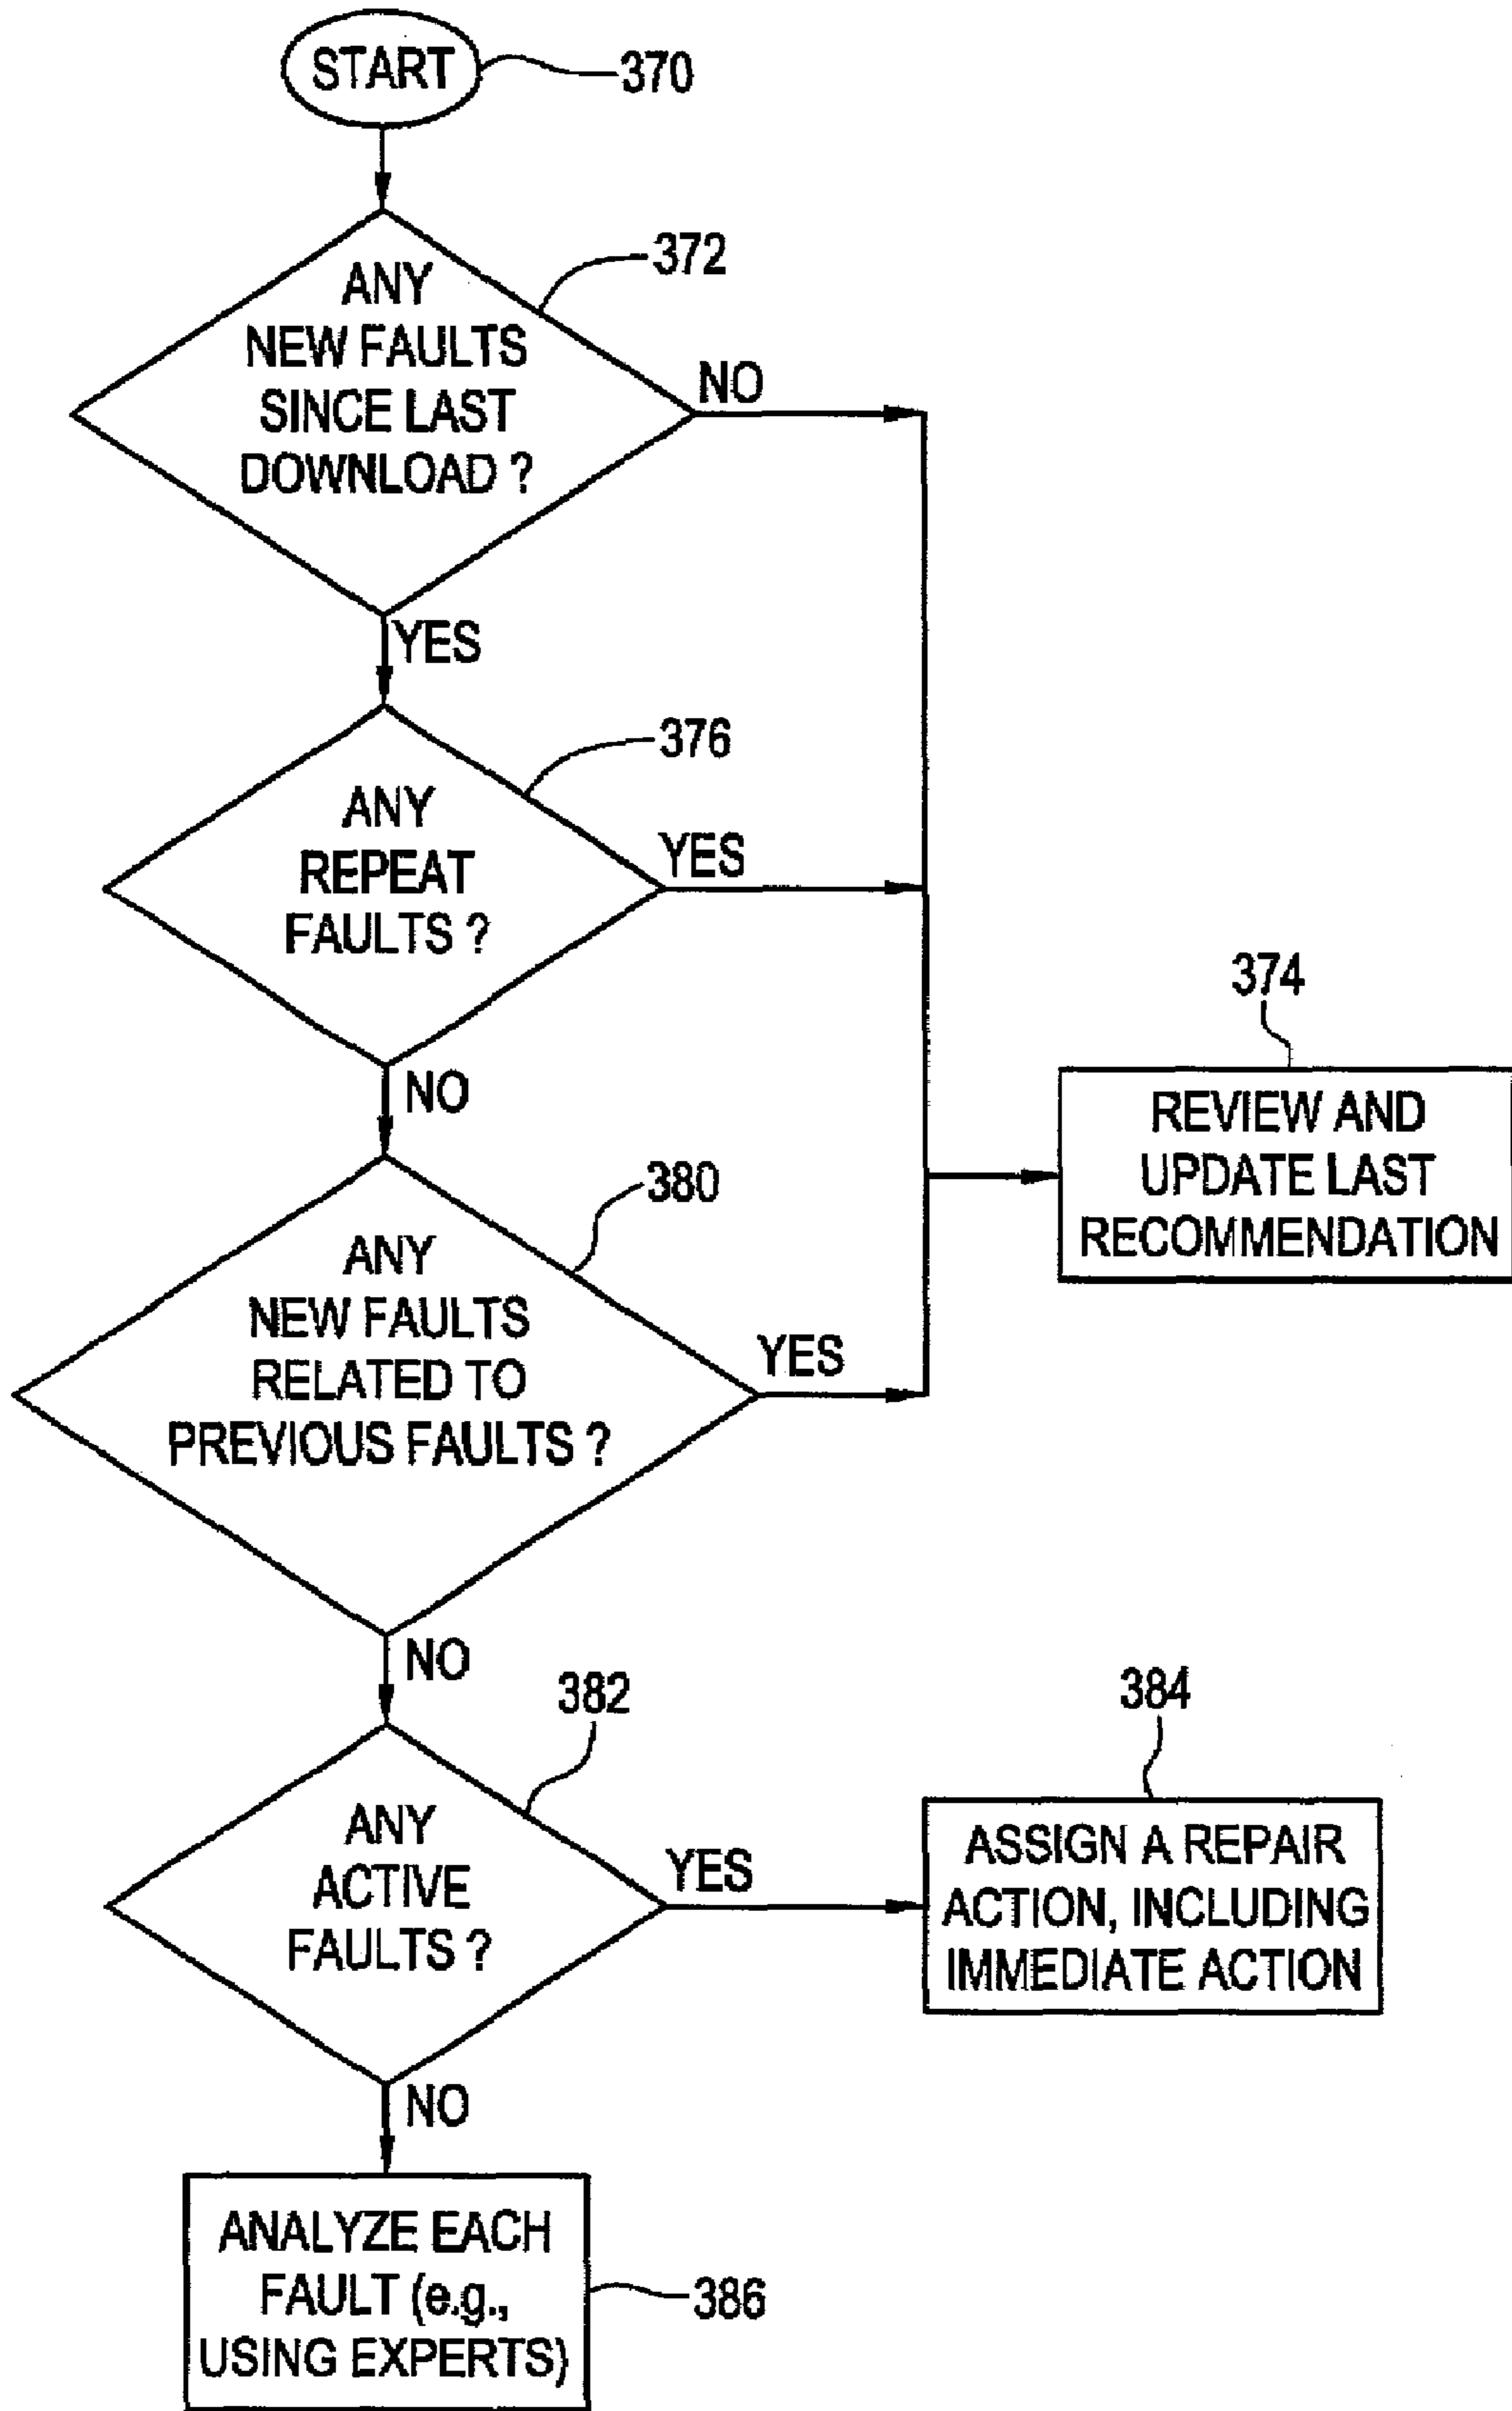 START
370
ANY
NEW FAULTS
SINCE LAST
DOWNLOAD ?
372
NO
YES
ANY
REPEAT
FAULTS ?
376
YES
NO
374
REVIEW AND
UPDATE LAST
RECOMMENDATION
ANY
NEW FAULTS
RELATED TO
PREVIOUS FAULTS ?
380
YES
NO
ANY
ACTIVE
FAULTS ?
382
YES
384
ASSIGN A REPAIR
ACTION, INCLUDING
IMMEDIATE ACTION
NO
ANALYZE EACH
FAULT (e.g.,
USING EXPERTS)
386